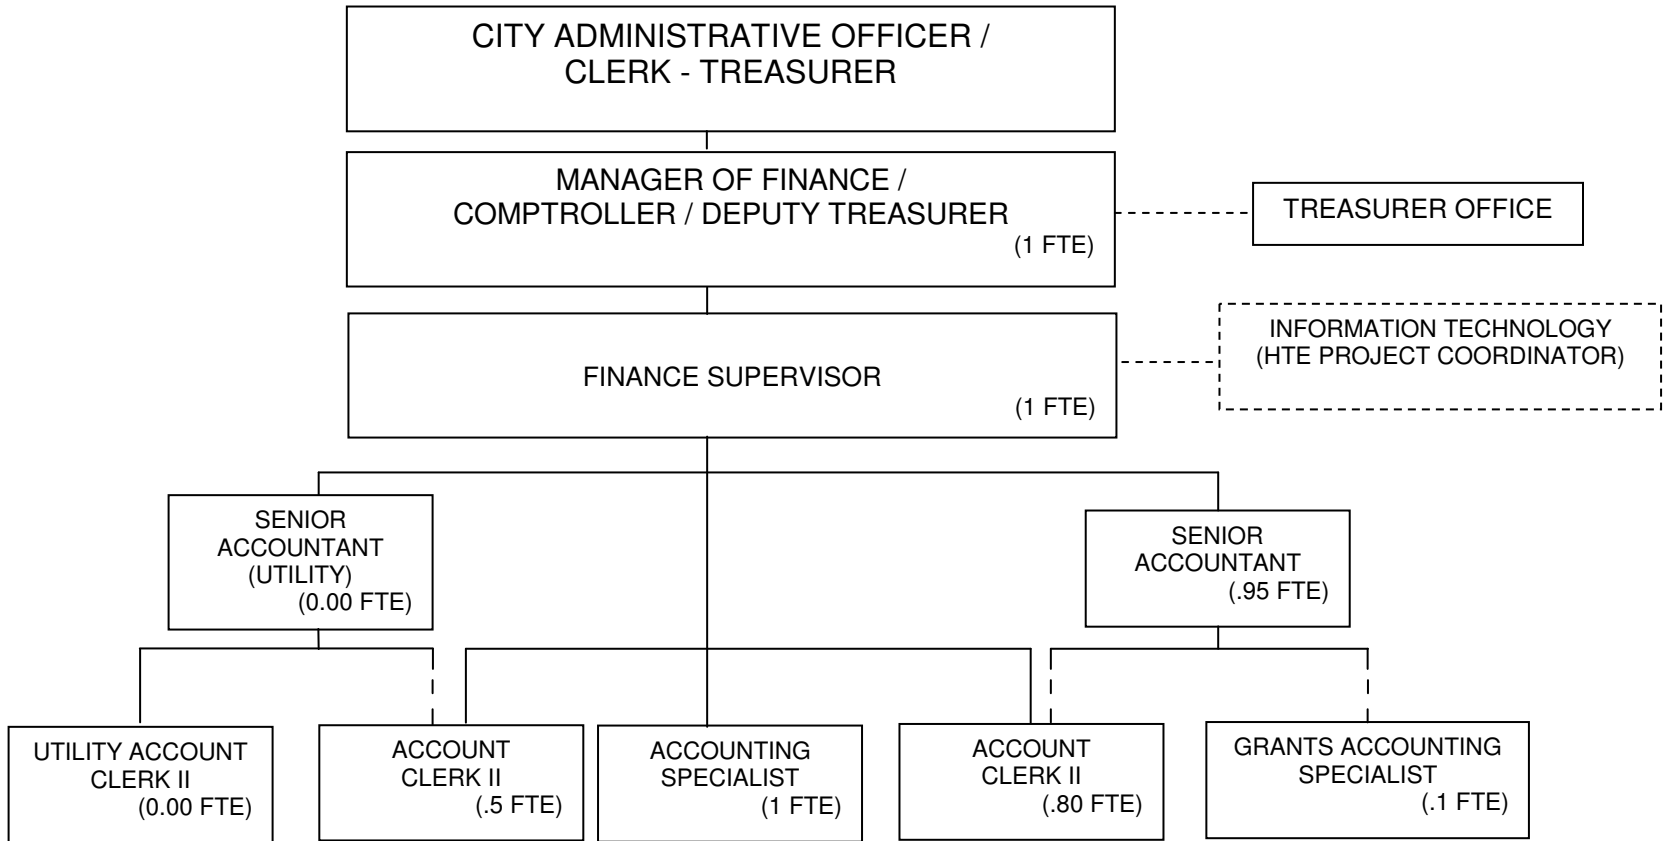 CITY ADMINISTRATIVE OFFICER /
CLERK - TREASURER
MANAGER OF FINANCE /
COMPTROLLER / DEPUTY TREASURER
(1 FTE)
TREASURER OFFICE
FINANCE SUPERVISOR
(1 FTE)
INFORMATION TECHNOLOGY
(HTE PROJECT COORDINATOR)
SENIOR
ACCOUNTANT
(UTILITY)
(0.00 FTE)
SENIOR
ACCOUNTANT
(.95 FTE)
UTILITY ACCOUNT
CLERK II
(0.00 FTE)
ACCOUNT
CLERK II
(.5 FTE)
ACCOUNTING
SPECIALIST
(1 FTE)
ACCOUNT
CLERK II
(.80 FTE)
GRANTS ACCOUNTING
SPECIALIST
(.1 FTE)